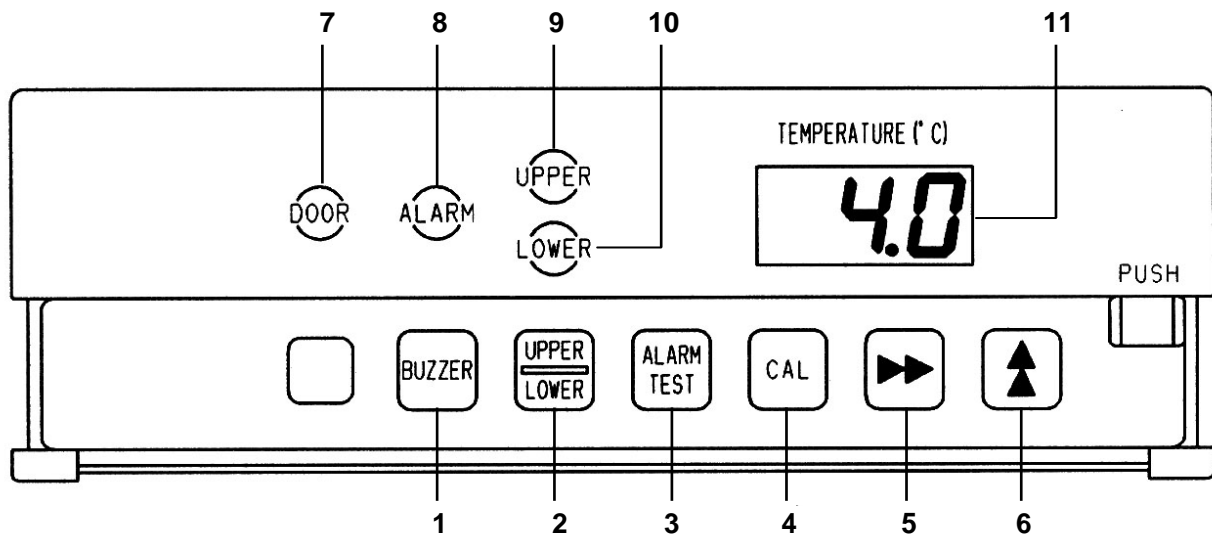 7 8 9 10 11
TEMPERATURE (° C)
UPPER
DOOR ALARM
4.0
LOWER
PUSH
BUZZER
UPPER
LOWER
ALARM
TEST
CAL
1 2 3 4 5 6